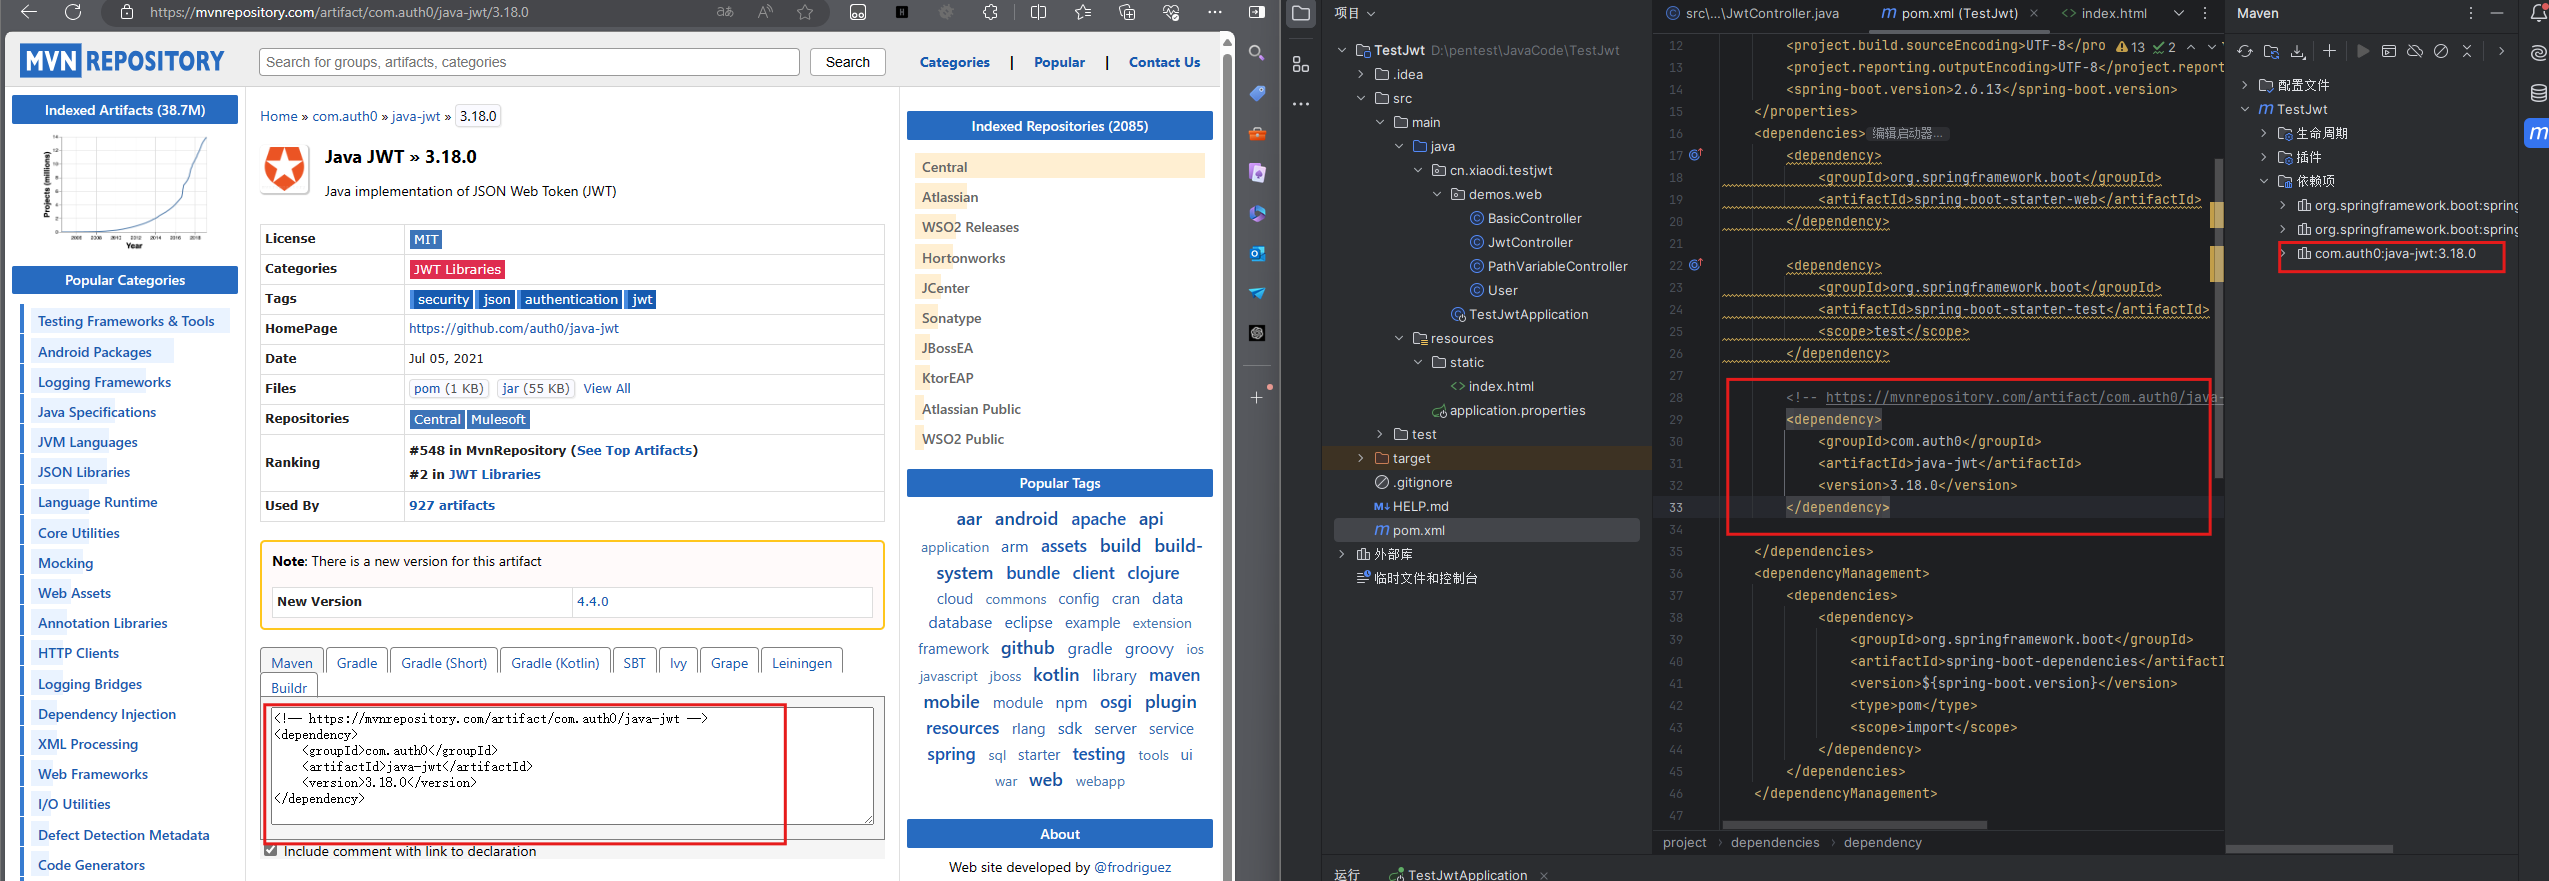 https://mvnrepository.com/artifact/com.auth0/java-jwt/3.18.0
MVN REPOSITORY
Search for groups, artifacts, categories
Search
Categories | Popular | Contact Us
Indexed Artifacts (38.7M)
Projects (millions)
Year
Popular Categories
Testing Frameworks & Tools
Android Packages
Logging Frameworks
Java Specifications
JVM Languages
JSON Libraries
Language Runtime
Core Utilities
Mocking
Web Assets
Annotation Libraries
HTTP Clients
Logging Bridges
Dependency Injection
XML Processing
Web Frameworks
I/O Utilities
Defect Detection Metadata
Code Generators
Home » com.auth0 » java-jwt » 3.18.0
Java JWT » 3.18.0
Java implementation of JSON Web Token (JWT)
License MIT
Categories JWT Libraries
Tags security json authentication jwt
HomePage https://github.com/auth0/java-jwt
Date Jul 05, 2021
Files pom (1 KB) jar (55 KB) View All
Repositories Central Mulesoft
Ranking #548 in MvnRepository (See Top Artifacts)
#2 in JWT Libraries
Used By 927 artifacts
Note: There is a new version for this artifact
New Version 4.4.0
Maven Gradle Gradle (Short) Gradle (Kotlin) SBT Ivy Grape Leiningen
Buildr
<!-- https://mvnrepository.com/artifact/com.auth0/java-jwt -->
<dependency>
<groupId>com.auth0</groupId>
<artifactId>java-jwt</artifactId>
<version>3.18.0</version>
</dependency>
Include comment with link to declaration
Indexed Repositories (2085)
Central
Atlassian
WSO2 Releases
Hortonworks
JCenter
Sonatype
JBossEA
KtorEAP
Atlassian Public
WSO2 Public
Popular Tags
aar android apache api
application arm assets build build-
system bundle client clojure
cloud commons config cran data
database eclipse example extension
framework github gradle groovy ios
javascript jboss kotlin library maven
mobile module npm osgi plugin
resources rlang sdk server service
spring sql starter testing tools ui
war web webapp
About
Web site developed by @frodriguez
项目
TestJwt D:\pentest\JavaCode\TestJwt
.idea
src
main
java
cn.xiaodi.testjwt
demos.web
BasicController
JwtController
PathVariableController
User
TestJwtApplication
resources
static
index.html
application.properties
test
target
.gitignore
HELP.md
pom.xml
外部库
临时文件和控制台
src\...\JwtController.java
pom.xml (TestJwt)
index.html
13 2
12 <project.build.sourceEncoding>UTF-8</pro
13 <project.reporting.outputEncoding>UTF-8</project.report
14 <spring-boot.version>2.6.13</spring-boot.version>
15 </properties>
16 <dependencies> 编辑启动器...
17 <dependency>
18 <groupId>org.springframework.boot</groupId>
19 <artifactId>spring-boot-starter-web</artifactId>
20 </dependency>
21
22 <dependency>
23 <groupId>org.springframework.boot</groupId>
24 <artifactId>spring-boot-starter-test</artifactId>
25 <scope>test</scope>
26 </dependency>
27
28 <!-- https://mvnrepository.com/artifact/com.auth0/java-
29 <dependency>
30 <groupId>com.auth0</groupId>
31 <artifactId>java-jwt</artifactId>
32 <version>3.18.0</version>
33 </dependency>
34
35 </dependencies>
36 <dependencyManagement>
37 <dependencies>
38 <dependency>
39 <groupId>org.springframework.boot</groupId>
40 <artifactId>spring-boot-dependencies</artifactI
41 <version>${spring-boot.version}</version>
42 <type>pom</type>
43 <scope>import</scope>
44 </dependency>
45 </dependencies>
46 </dependencyManagement>
47
project > dependencies > dependency
运行 TestJwtApplication
Maven
配置文件
TestJwt
生命周期
插件
依赖项
org.springframework.boot:spring
org.springframework.boot:spring
com.auth0:java-jwt:3.18.0